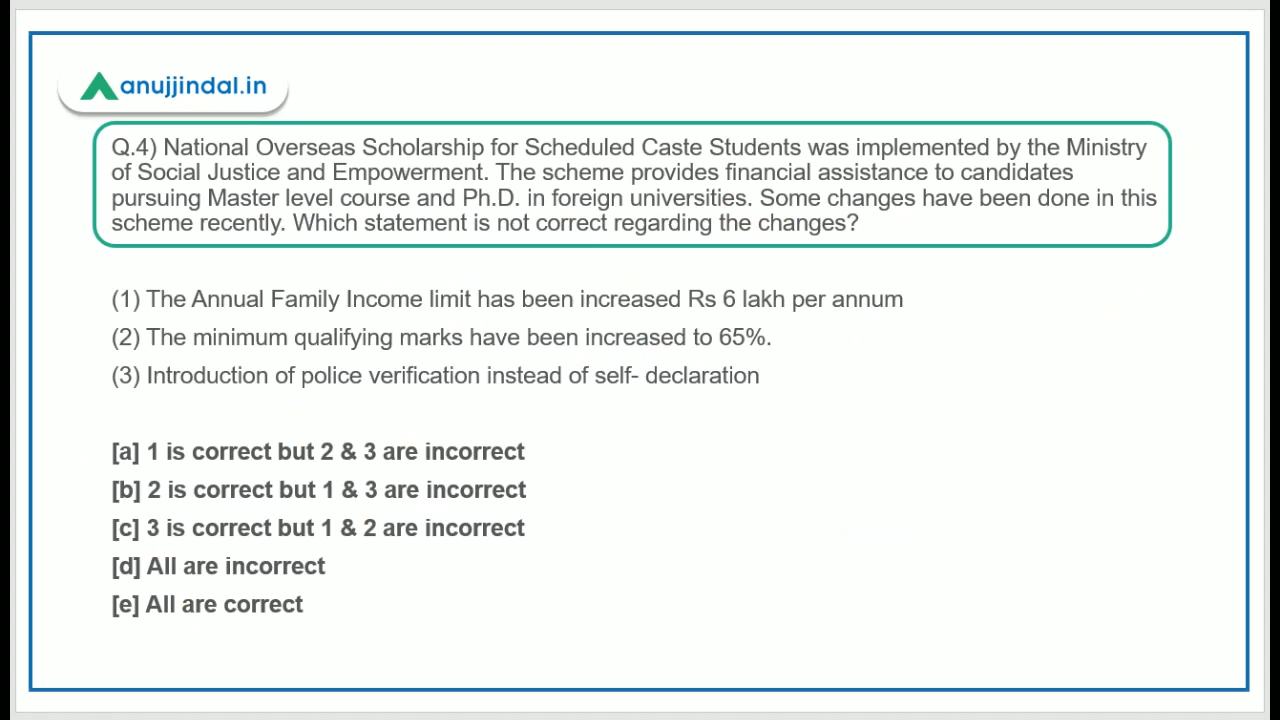 anujjindal.in
Q.4) National Overseas Scholarship for Scheduled Caste Students was implemented by the Ministry
of Social Justice and Empowerment. The scheme provides financial assistance to candidates
pursuing Master level course and Ph.D. in foreign universities. Some changes have been done in this
scheme recently. Which statement is not correct regarding the changes?
(1) The Annual Family Income limit has been increased Rs 6 lakh per annum
(2) The minimum qualifying marks have been increased to 65%.
(3) Introduction of police verification instead of self- declaration
[a] 1 is correct but 2 & 3 are incorrect
[b] 2 is correct but 1 & 3 are incorrect
[c] 3 is correct but 1 & 2 are incorrect
[d] All are incorrect
[e] All are correct